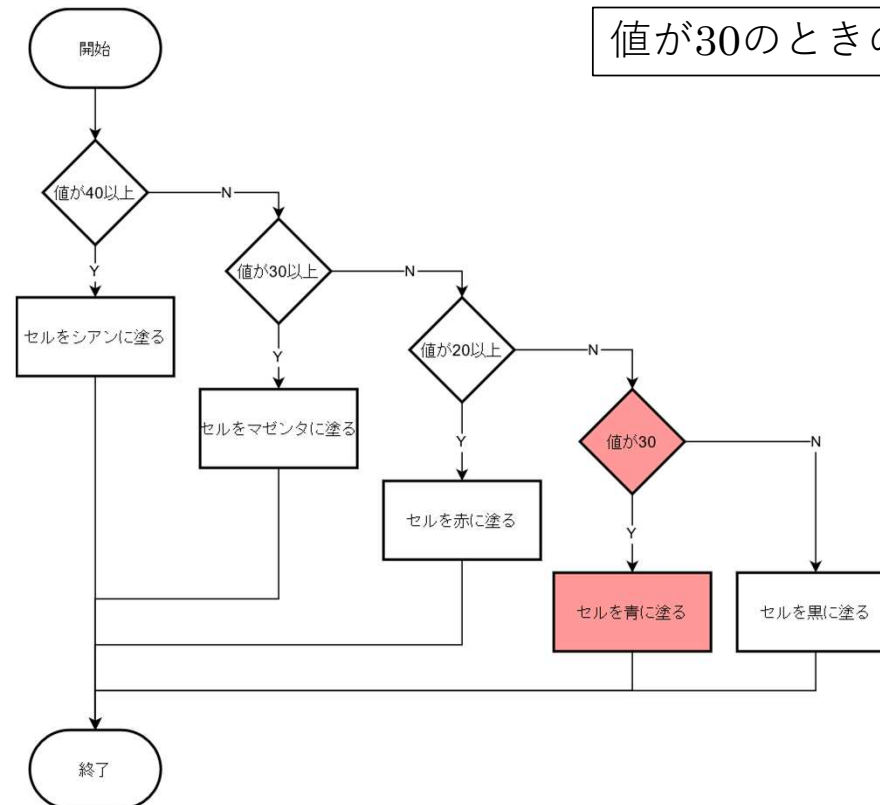 値が30のときの
開始
値が40以上
N
Y
値が30以上
N
セルをシアンに塗る
Y
値が20以上
N
セルをマゼンタに塗る
Y
値が30
N
セルを赤に塗る
Y
セルを青に塗る
セルを黒に塗る
終了